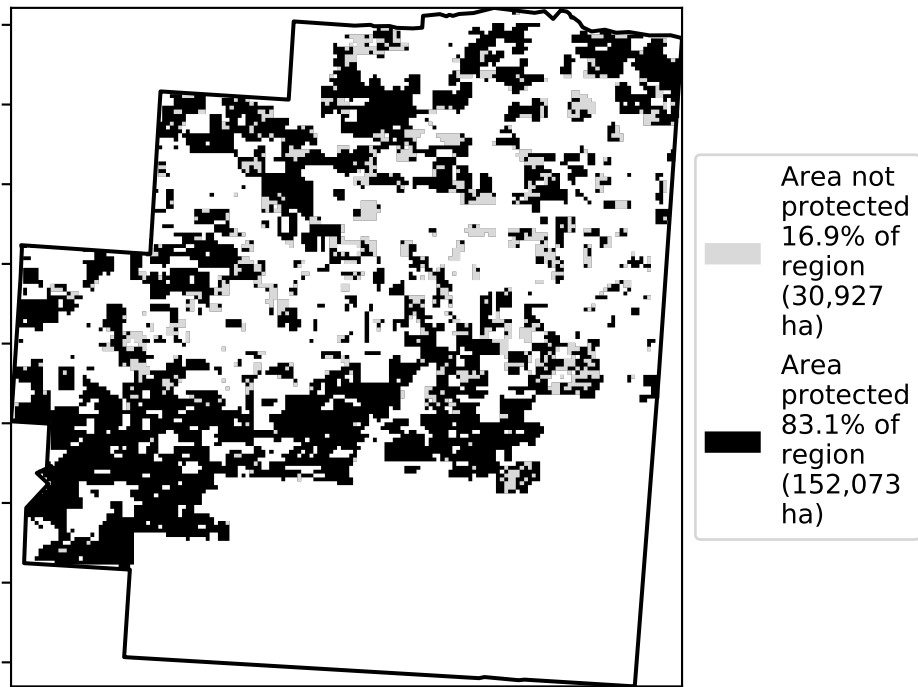 Area not
protected
16.9% of
region
(30,927
ha)
Area
protected
83.1% of
region
(152,073
ha)